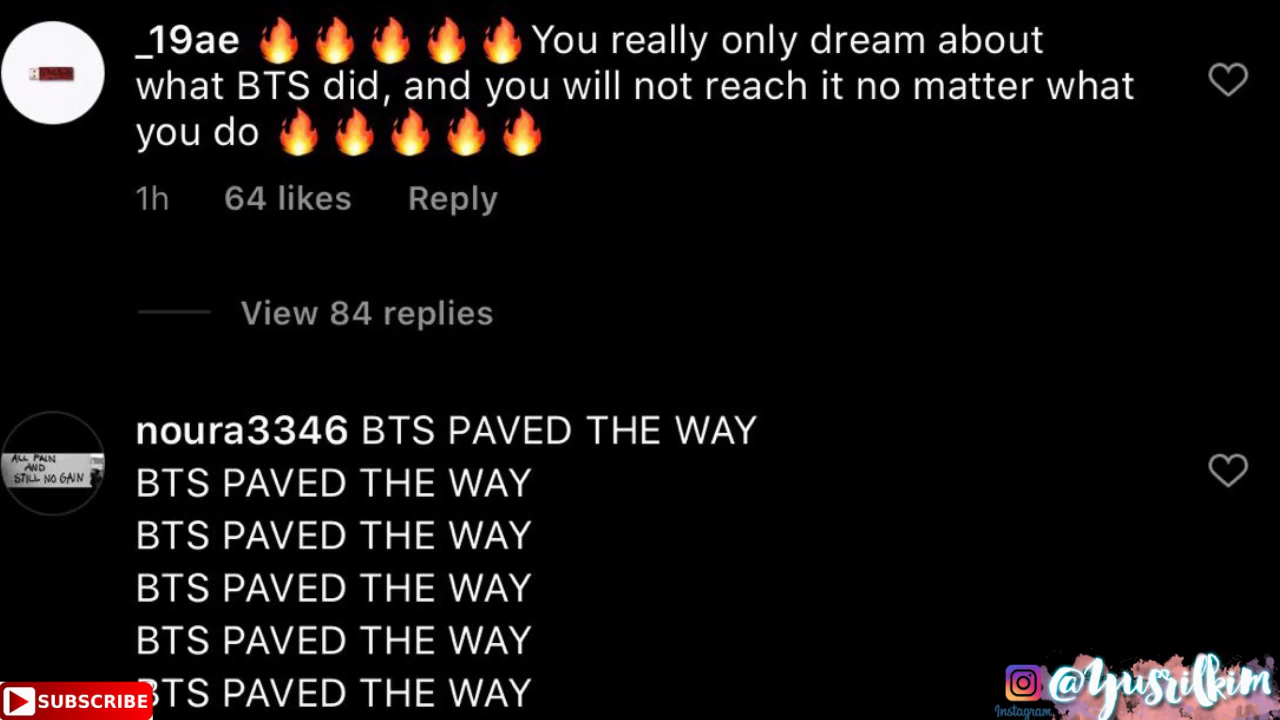 _19ae 🔥🔥🔥🔥🔥You really only dream about
what BTS did, and you will not reach it no matter what
you do 🔥🔥🔥🔥🔥
1h 64 likes Reply
View 84 replies
ALL PAIN
AND
STILL NO GAIN
noura3346 BTS PAVED THE WAY
BTS PAVED THE WAY
BTS PAVED THE WAY
BTS PAVED THE WAY
BTS PAVED THE WAY
BTS PAVED THE WAY
SUBSCRIBE
@Yusrilkim
Instagram